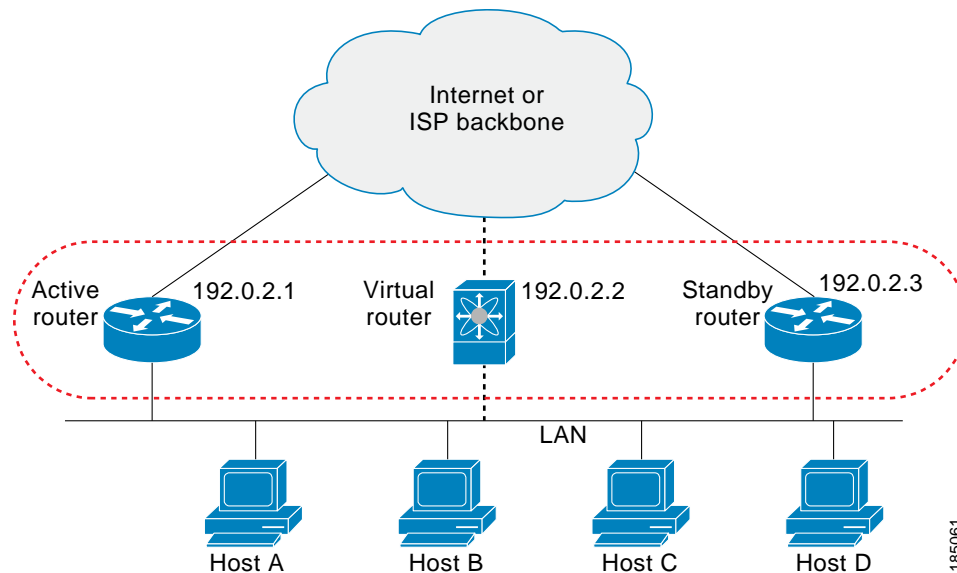 Internet or
ISP backbone
Active
router
192.0.2.1
Virtual
router
192.0.2.2
Standby
router
192.0.2.3
LAN
Host A
Host B
Host C
Host D
185061